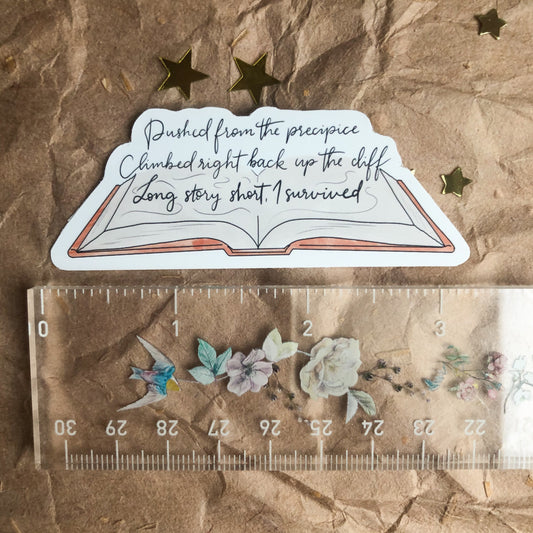 Pushed from the precipice
Climbed right back up the cliff
Long story short, I survived
0 1 2 3
30 29 28 27 26 25 24 23 22 21